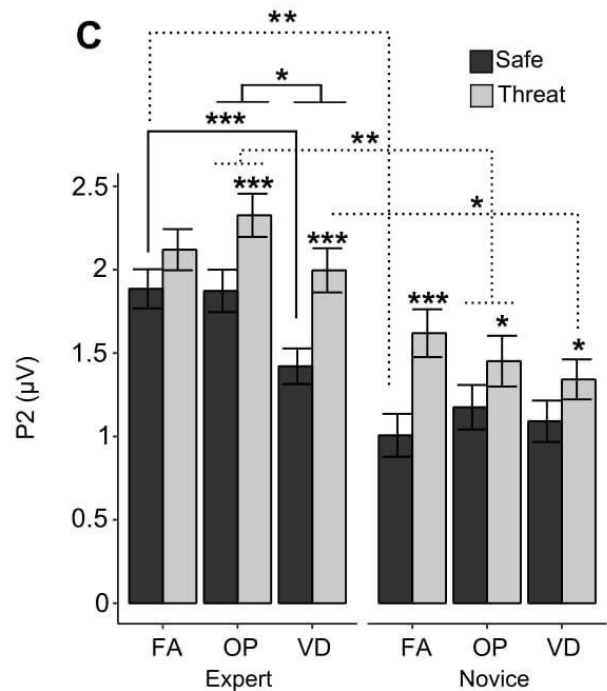 C
**
Safe
Threat
*
***
**
***
*
***
***
*
*
2.5
2
1.5
1
0.5
0
P2 (μV)
FA OP VD FA OP VD
Expert Novice